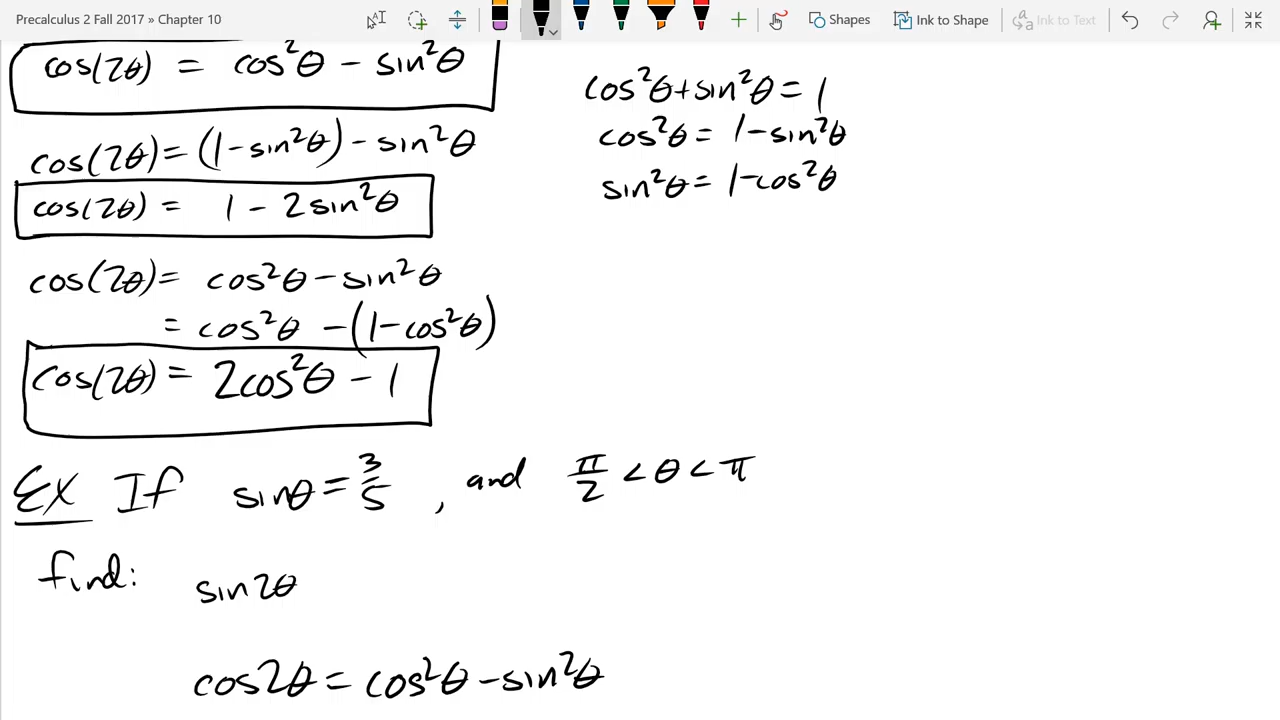 Precalculus 2 Fall 2017 » Chapter 10
Shapes
Ink to Shape
Ink to Text
cos(2θ) = cos²θ - sin²θ
cos(2θ) = (1 - sin²θ) - sin²θ
cos(2θ) = 1 - 2sin²θ
cos(2θ) = cos²θ - sin²θ
= cos²θ - (1 - cos²θ)
cos(2θ) = 2cos²θ - 1
cos²θ + sin²θ = 1
cos²θ = 1 - sin²θ
sin²θ = 1 - cos²θ
Ex If sinθ = 3/5, and π/2 < θ < π
find:
sin2θ
cos2θ = cos²θ - sin²θ